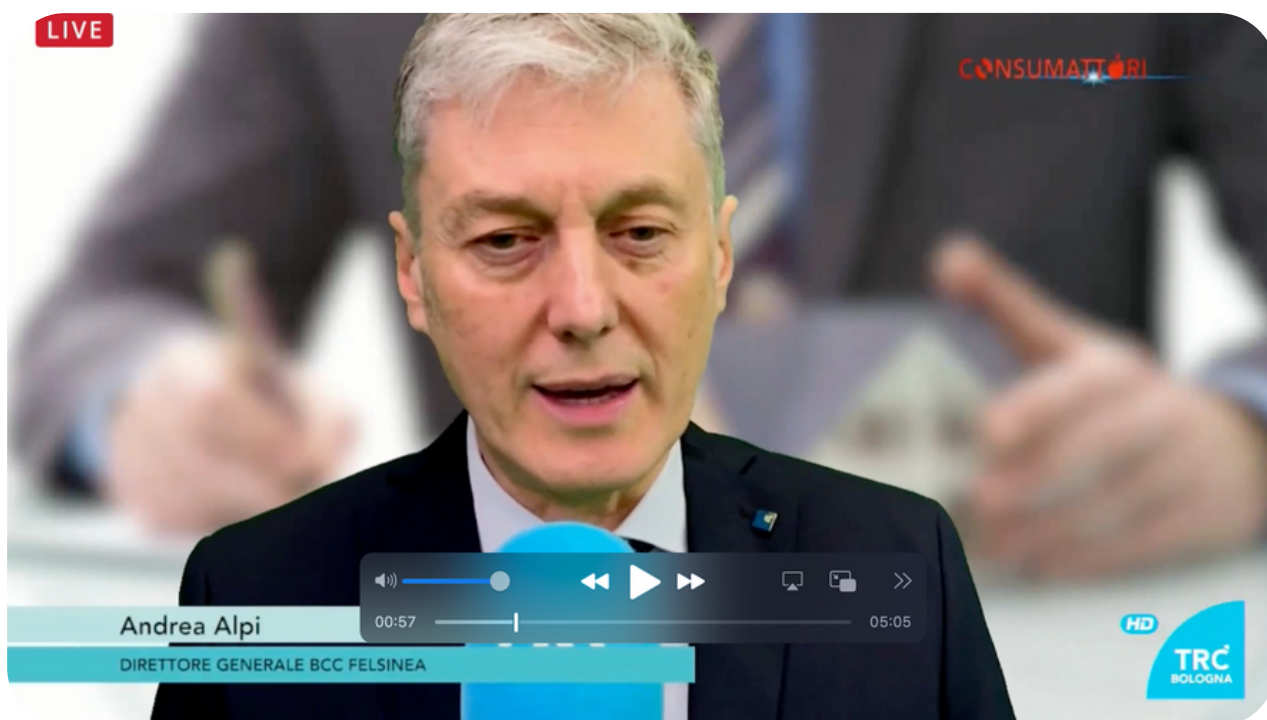 LIVE
CONSUMATTORI
00:57
05:05
Andrea Alpi
DIRETTORE GENERALE BCC FELSINEA
HD
TRC
BOLOGNA